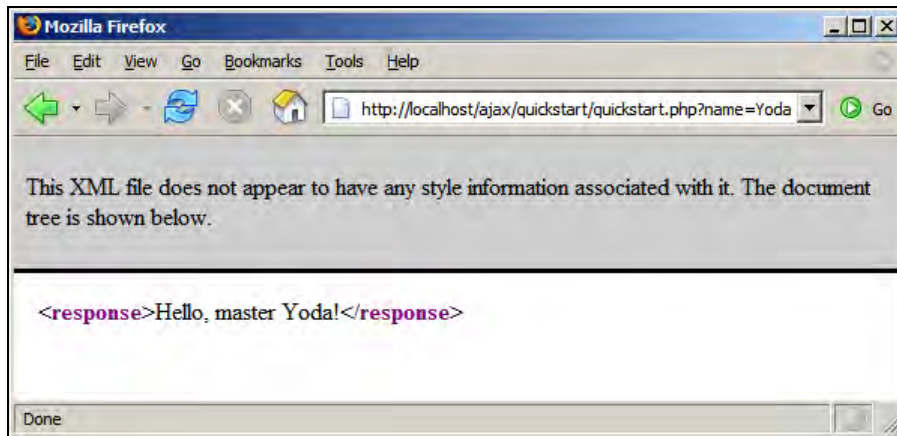 Mozilla Firefox
File Edit View Go Bookmarks Tools Help
http://localhost/ajax/quickstart/quickstart.php?name=Yoda Go
This XML file does not appear to have any style information associated with it. The document
tree is shown below.
<response>Hello, master Yoda!</response>
Done